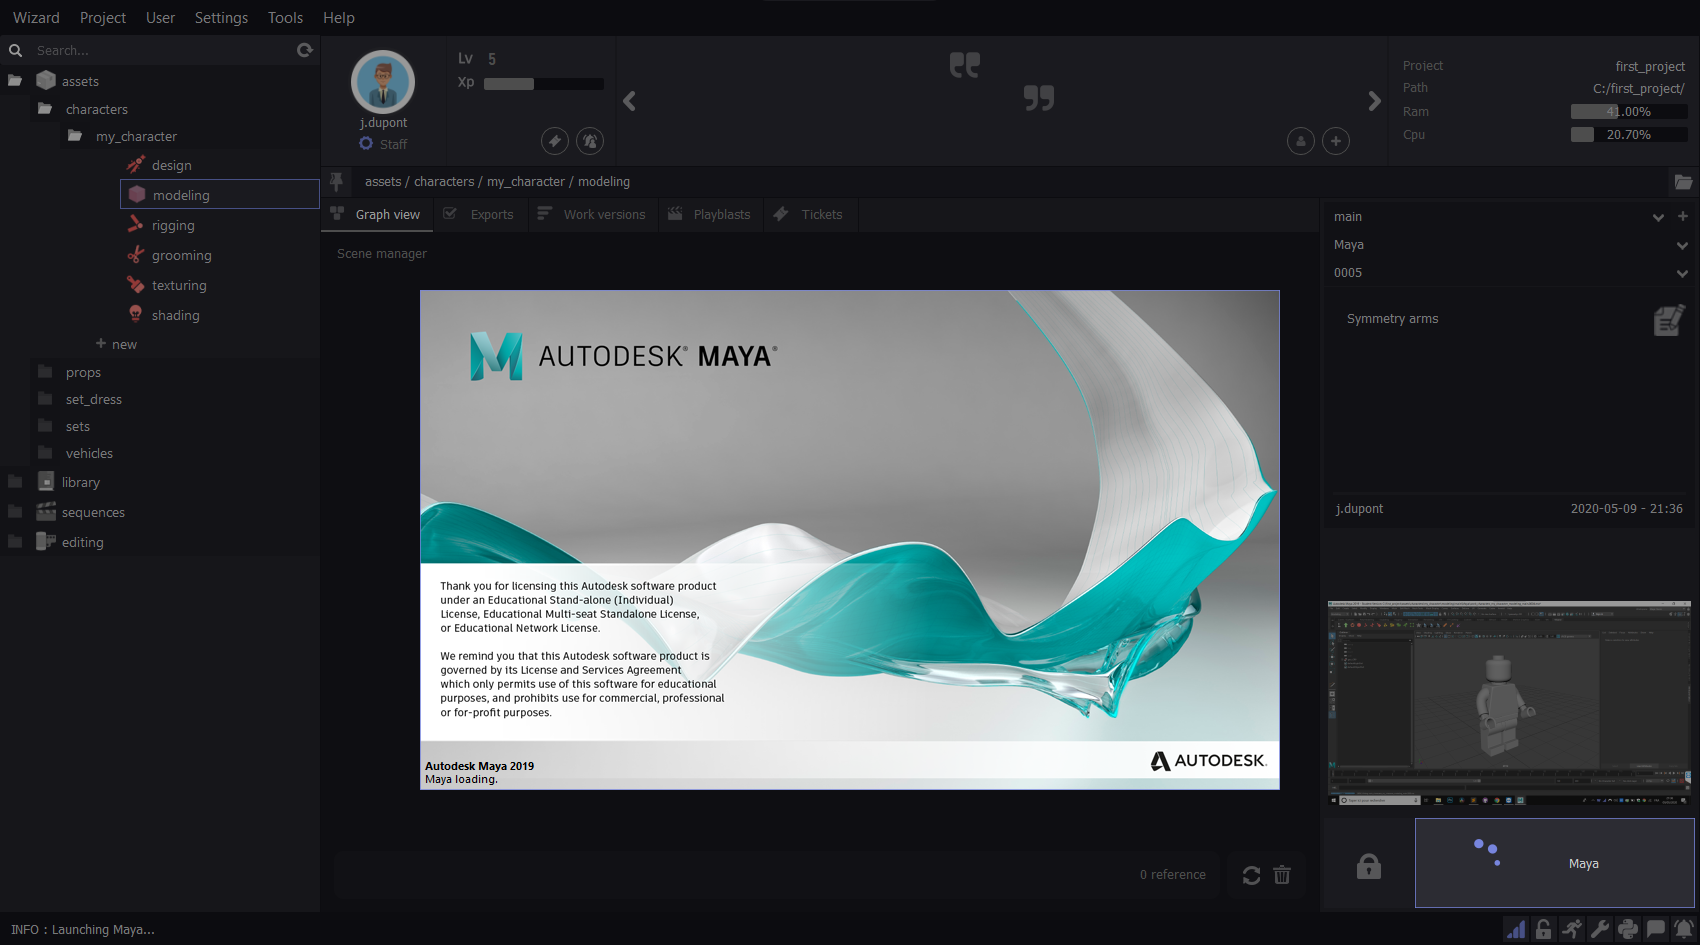 Wizard Project User Settings Tools Help
Search...
assets
characters
my_character
design
modeling
rigging
grooming
texturing
shading
+ new
props
set_dress
sets
vehicles
library
sequences
editing
j.dupont
Staff
Lv 5
Xp
Project first_project
Path C:/first_project/
Ram 41.00%
Cpu 20.70%
assets / characters / my_character / modeling
Graph view Exports Work versions Playblasts Tickets
Scene manager
AUTODESK® MAYA®
Thank you for licensing this Autodesk software product
under an Educational Stand-alone (Individual)
License, Educational Multi-seat Standalone License,
or Educational Network License.
We remind you that this Autodesk software product is
governed by its License and Services Agreement
which only permits use of this software for educational
purposes, and prohibits use for commercial, professional
or for-profit purposes.
Autodesk Maya 2019
Maya loading.
AUTODESK.
0 reference
main
Maya
0005
Symmetry arms
j.dupont 2020-05-09 - 21:36
Maya
INFO : Launching Maya...